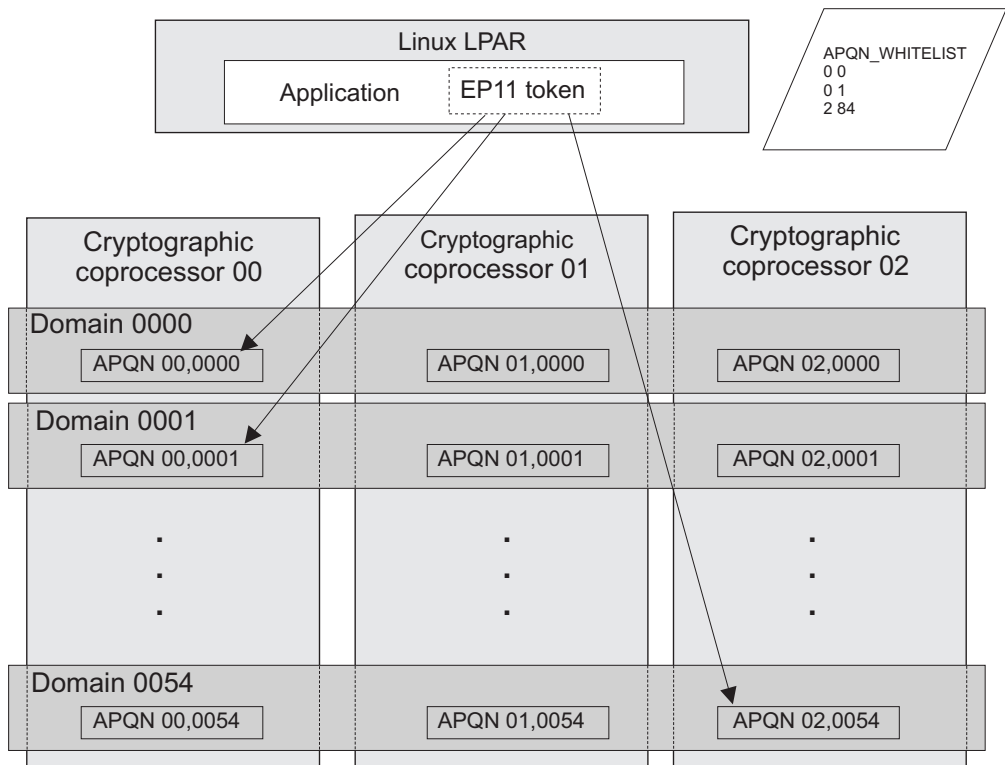 Linux LPAR
Application
EP11 token
APQN_WHITELIST
0 0
0 1
2 84
Cryptographic
coprocessor 00
Cryptographic
coprocessor 01
Cryptographic
coprocessor 02
Domain 0000
APQN 00,0000
APQN 01,0000
APQN 02,0000
Domain 0001
APQN 00,0001
APQN 01,0001
APQN 02,0001
Domain 0054
APQN 00,0054
APQN 01,0054
APQN 02,0054